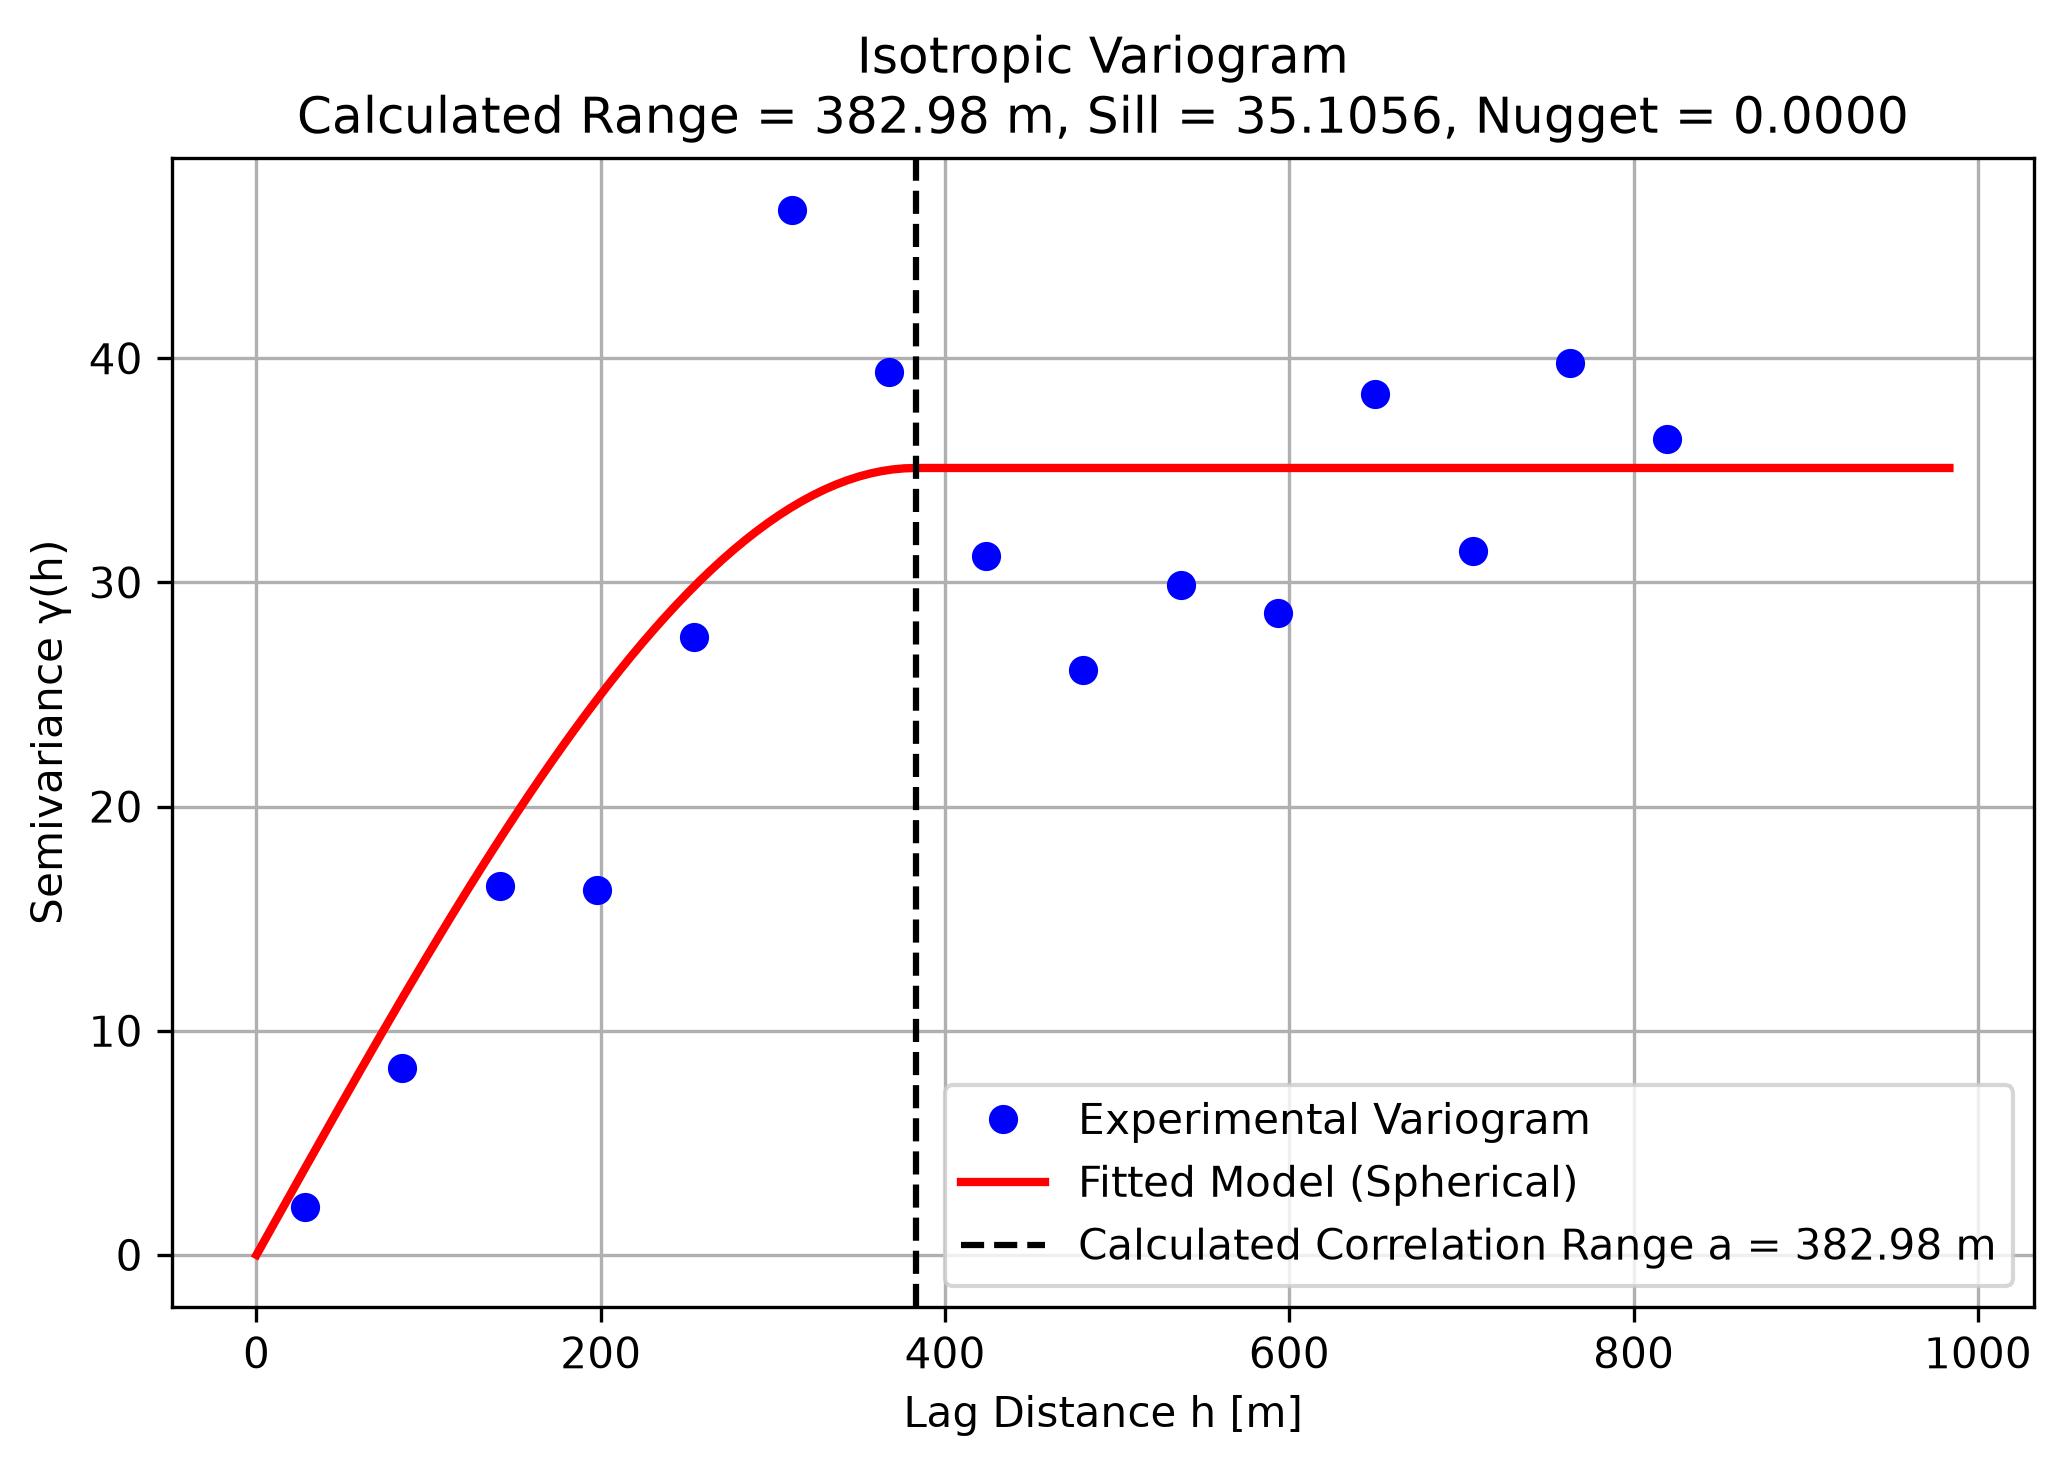 Isotropic Variogram
Calculated Range = 382.98 m, Sill = 35.1056, Nugget = 0.0000
Semivariance γ(h)
40
30
20
10
0
Experimental Variogram
Fitted Model (Spherical)
Calculated Correlation Range a = 382.98 m
0 200 400 600 800 1000
Lag Distance h [m]